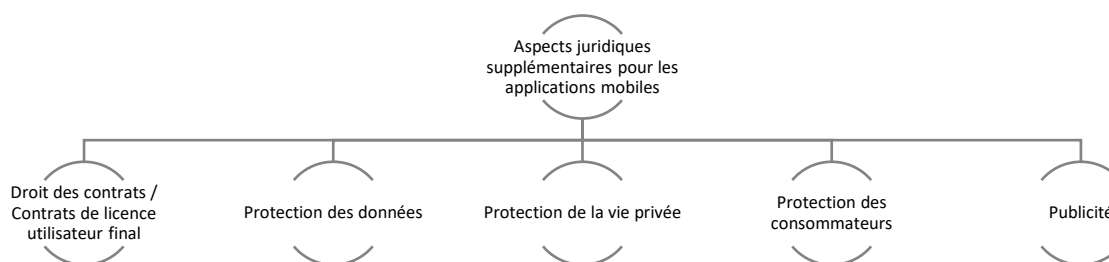 Aspects juridiques
supplémentaires pour les
applications mobiles
Droit des contrats /
Contrats de licence
utilisateur final
Protection des données
Protection de la vie privée
Protection des
consommateurs
Publicité